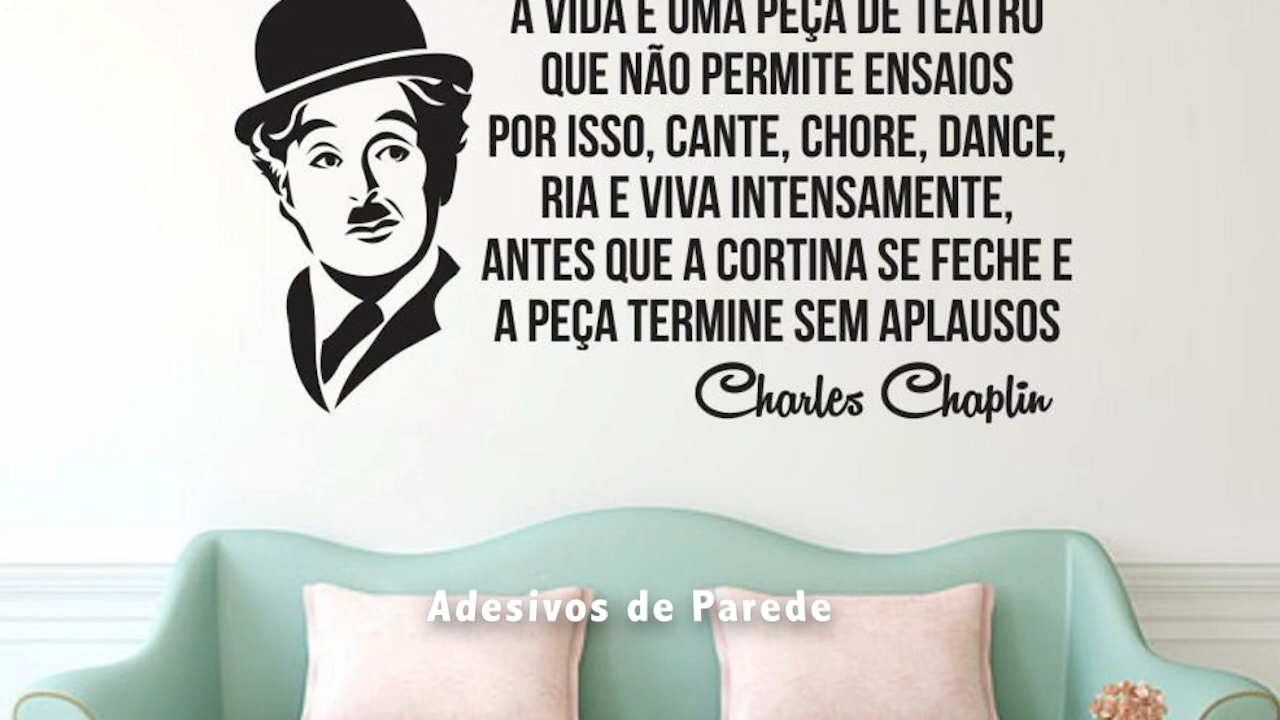 A VIDA É UMA PEÇA DE TEATRO
QUE NÃO PERMITE ENSAIOS
POR ISSO, CANTE, CHORE, DANCE,
RIA E VIVA INTENSAMENTE,
ANTES QUE A CORTINA SE FECHE E
A PEÇA TERMINE SEM APLAUSOS
Charles Chaplin
Adesivos de Parede